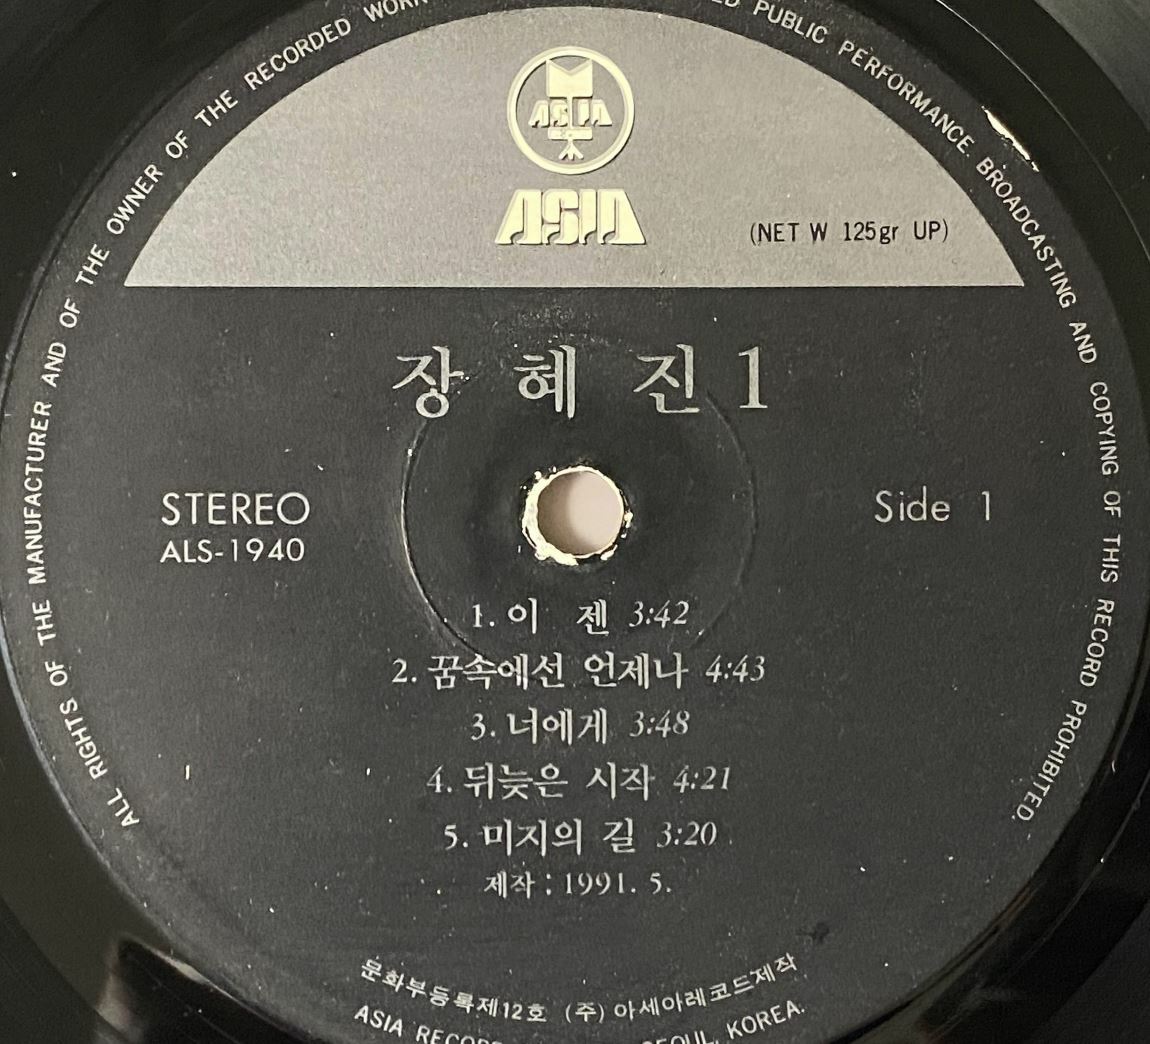 ALL RIGHTS OF THE MANUFACTURER AND OF THE OWNER OF THE RECORDED
PUBLIC PERFORMANCE BROADCASTING AND COPYING OF THIS RECORD PROHIBITED.
ASIA
ASIA
(NET W 125gr UP)
장 혜 진 1
STEREO
Side 1
ALS-1940
1. 이 젠 3:42
2. 꿈속에선 언제나 4:43
3. 너에게 3:48
4. 뒤늦은 시작 4:21
5. 미지의 길 3:20
제작 : 1991. 5.
문화부등록제12호 (주) 아세아레코드제작
ASIA KOREA.